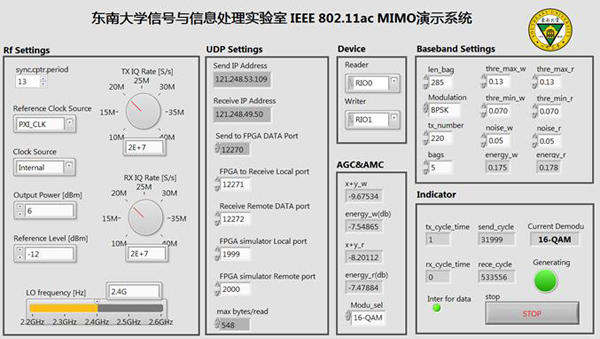 东南大学信号与信息处理实验室 IEEE 802.11ac MIMO演示系统
Rf Settings
sync.cptr.period
13
TX IQ Rate [S/s]
25M
20M
30M
15M
35M
10M
40M
2E+7
Reference Clock Source
PXI_CLK
Clock Source
Internal
Output Power [dBm]
6
RX IQ Rate [S/s]
25M
20M
30M
15M
35M
10M
40M
2E+7
Reference Level [dBm]
-12
LO frequency [Hz]
2.4G
2.2GHz 2.3GHz 2.4GHz 2.5GHz 2.6GHz
UDP Settings
Send IP Address
121.248.53.109
Receive IP Address
121.248.49.50
Send to FPGA DATA Port
12270
FPGA to Receive Local port
12271
Receive Remote DATA port
12272
FPGA simulator Local port
1999
FPGA simulator Remote port
2000
max bytes/read
548
Device
Reader
RIO0
Writer
RIO1
AGC&AMC
x+y_w
-9.67534
energy_w(db)
-7.54865
x+y_r
-8.20112
energy_r(db)
-7.47884
Modu_sel
16-QAM
Baseband Settings
len_bag thre_max_w thre_max_r
285 0.13 0.13
Modulation thre_min_w thre_min_r
BPSK 0.070 0.070
tx_number noise_w noise_r
220 0.05 0.05
bags energy_w energy_r
5 0.175 0.178
Indicator
tx_cycle_time send_cycle Current Demodu
1 31999 16-QAM
rx_cycle_time rece_cycle Generating
0 533556
Inter for data
stop
STOP